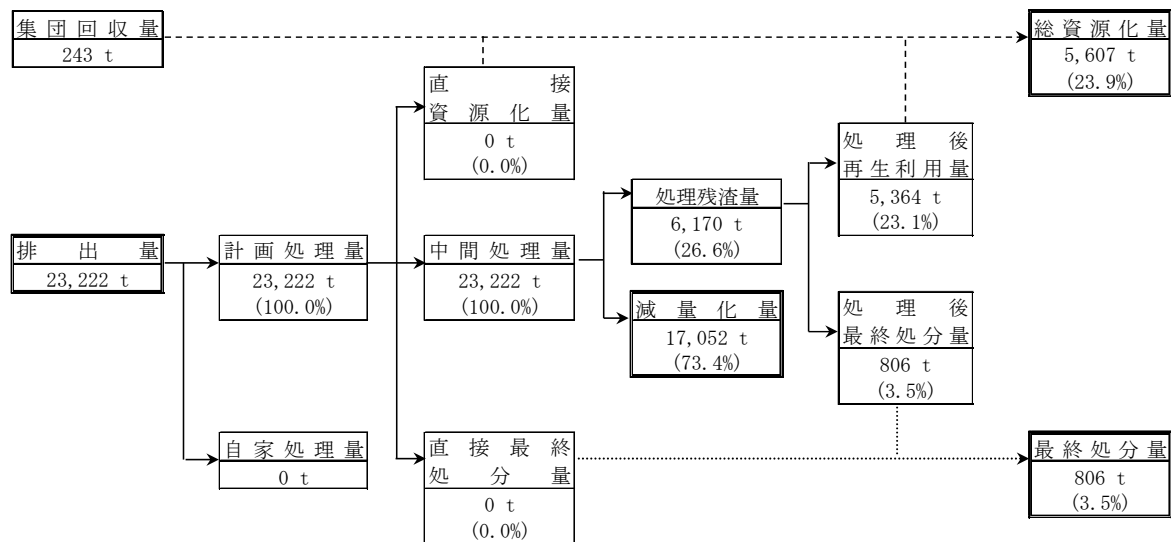 集団回収量
243 t
総資源化量
5,607 t
(23.9%)
直接
資源化量
0 t
(0.0%)
処理後
再生利用量
5,364 t
(23.1%)
処理残渣量
6,170 t
(26.6%)
排出量
23,222 t
計画処理量
23,222 t
(100.0%)
中間処理量
23,222 t
(100.0%)
減量化量
17,052 t
(73.4%)
処理後
最終処分量
806 t
(3.5%)
自家処理量
0 t
直接最終
処分量
0 t
(0.0%)
最終処分量
806 t
(3.5%)